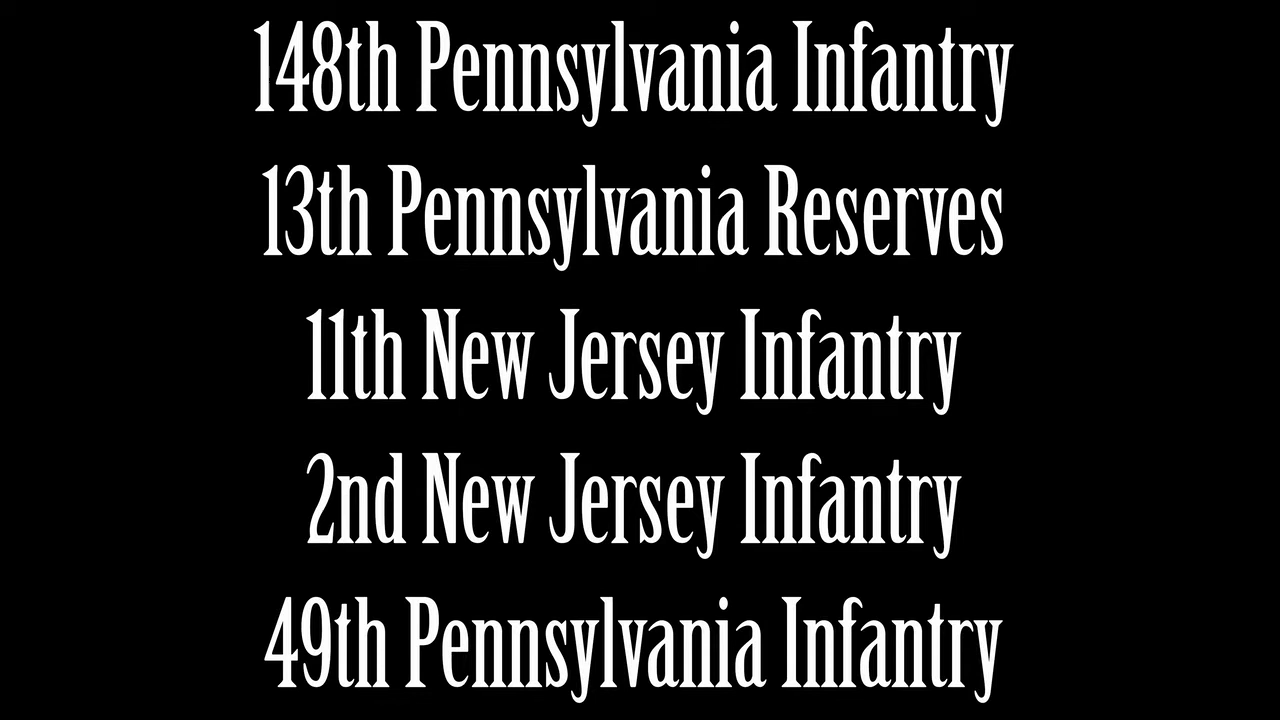 148th Pennsylvania Infantry
13th Pennsylvania Reserves
11th New Jersey Infantry
2nd New Jersey Infantry
49th Pennsylvania Infantry